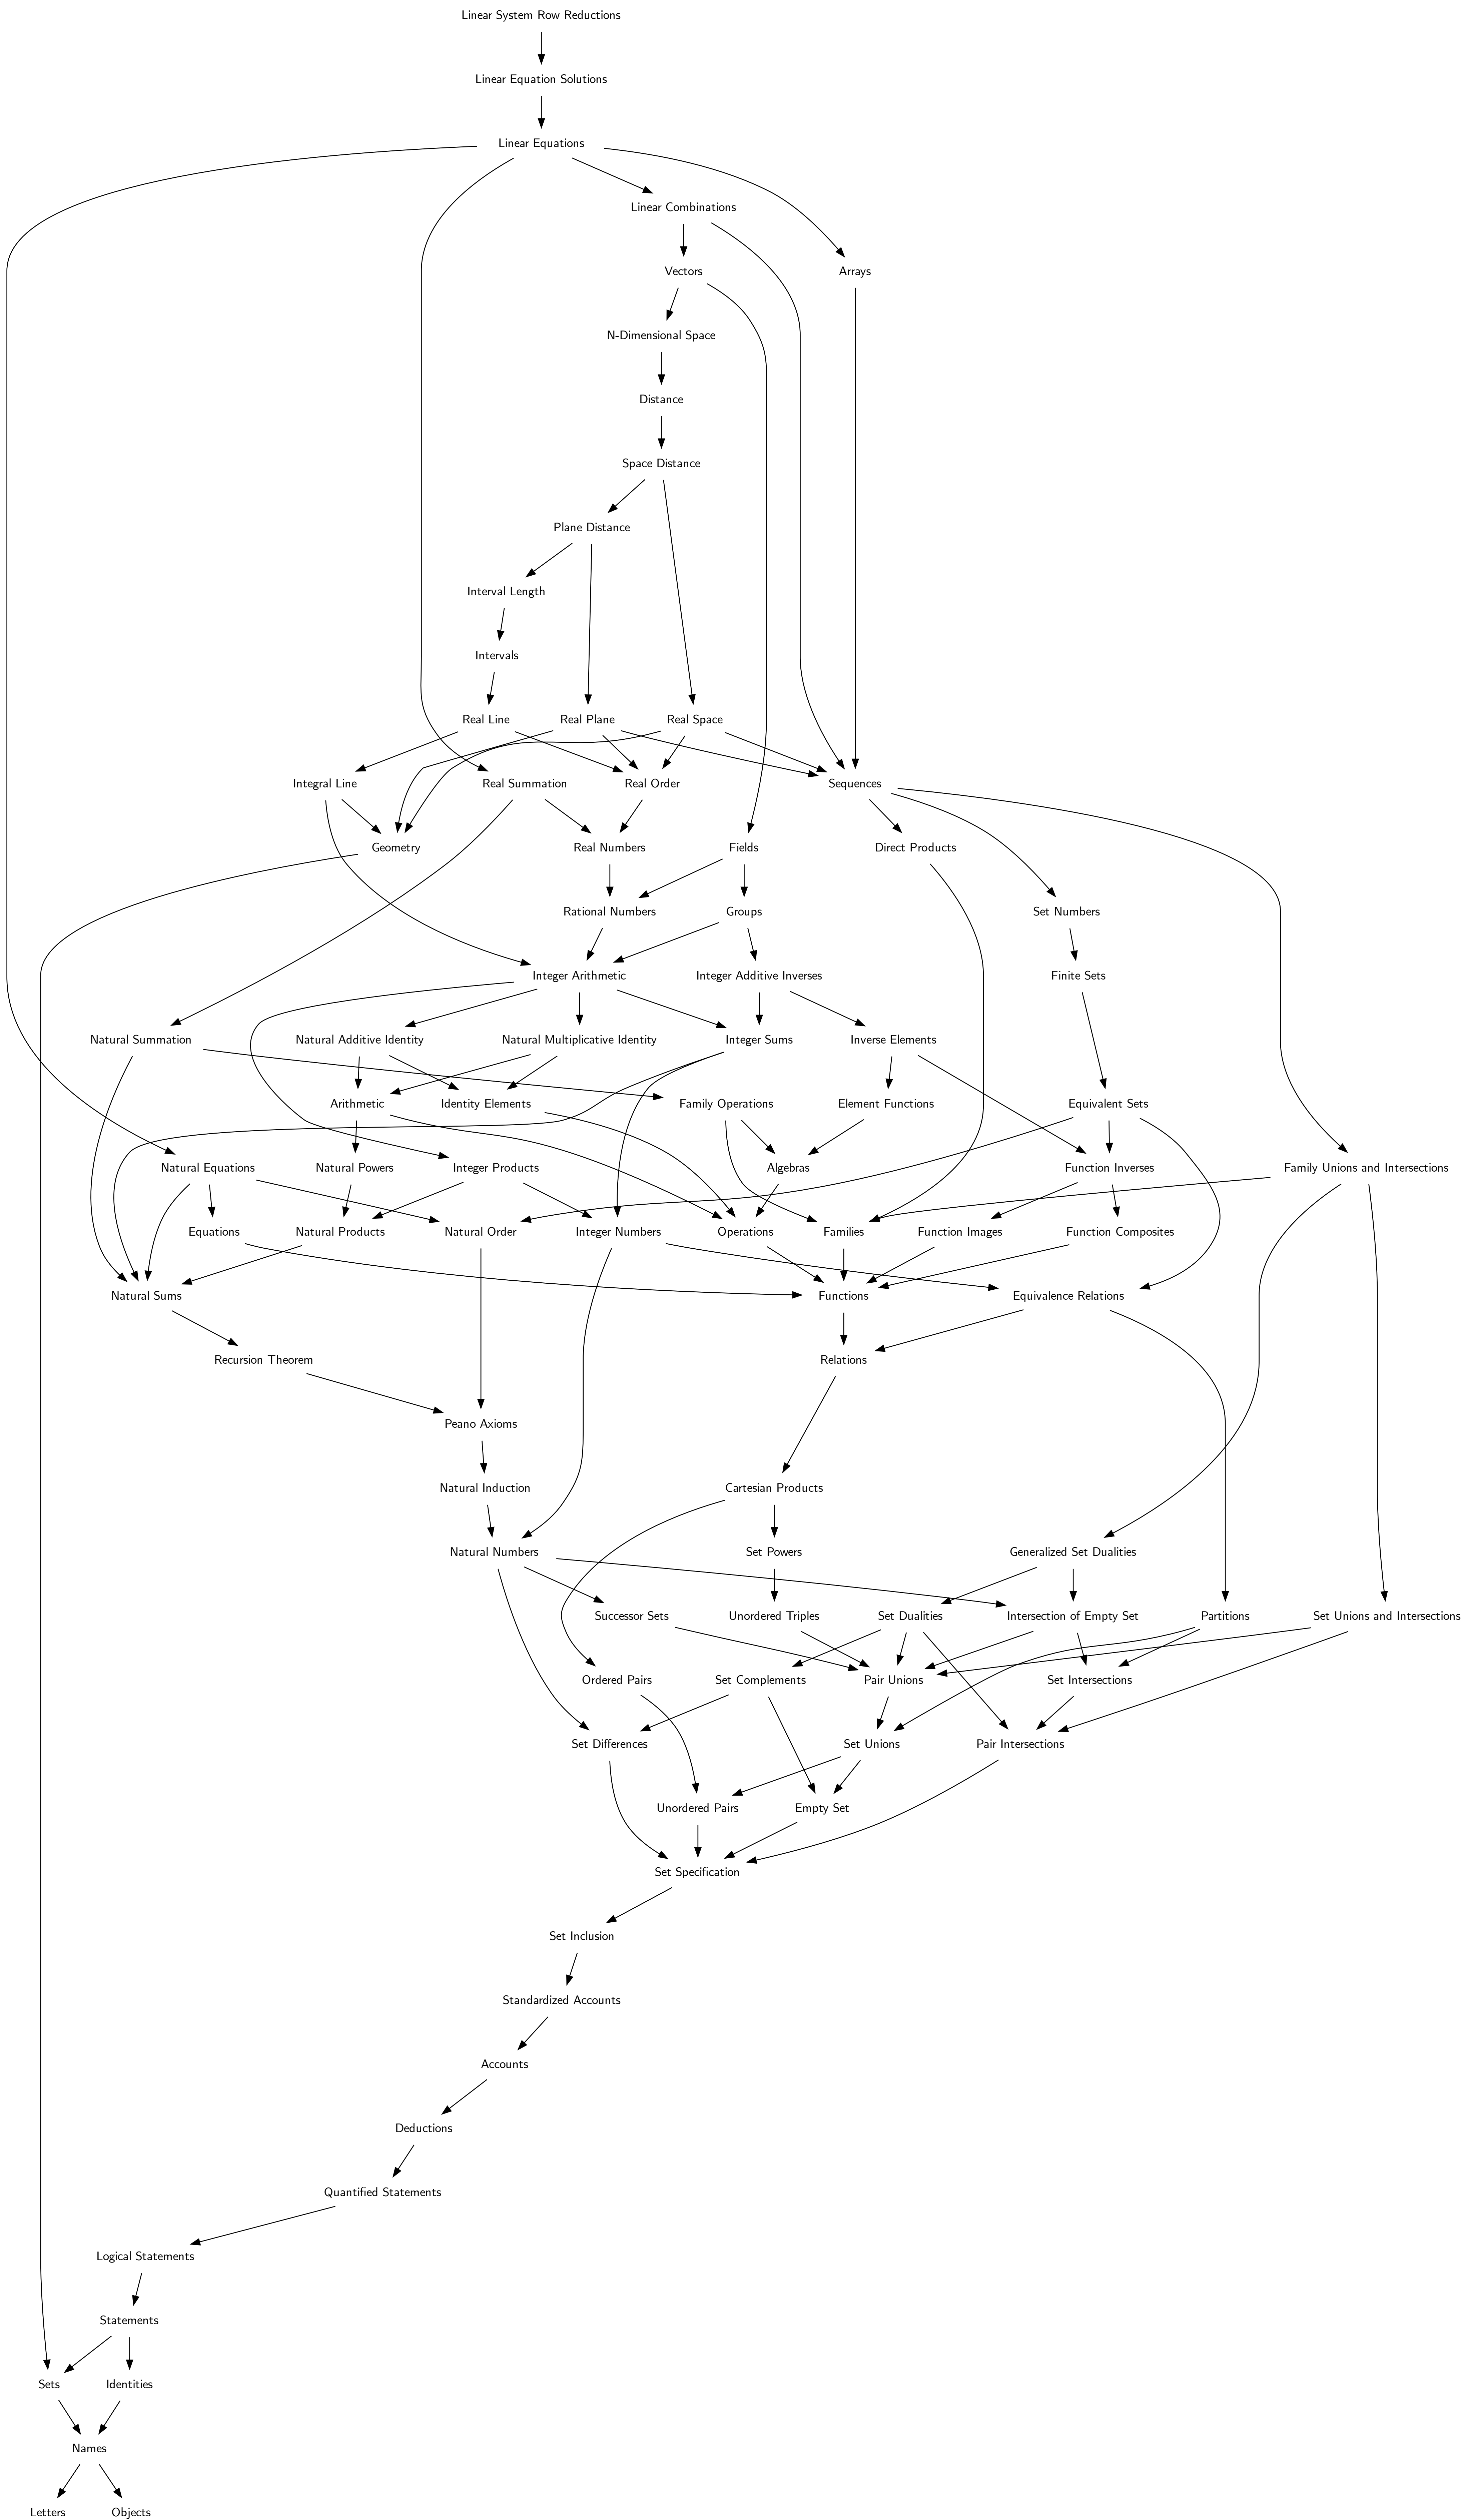 Linear System Row Reductions
Linear Equation Solutions
Linear Equations
Linear Combinations
Vectors
Arrays
N-Dimensional Space
Distance
Space Distance
Plane Distance
Interval Length
Intervals
Real Line
Real Plane
Real Space
Integral Line
Real Summation
Real Order
Sequences
Geometry
Real Numbers
Fields
Direct Products
Rational Numbers
Groups
Set Numbers
Integer Arithmetic
Integer Additive Inverses
Finite Sets
Natural Summation
Natural Additive Identity
Natural Multiplicative Identity
Integer Sums
Inverse Elements
Arithmetic
Identity Elements
Family Operations
Element Functions
Equivalent Sets
Natural Equations
Natural Powers
Integer Products
Algebras
Function Inverses
Family Unions and Intersections
Equations
Natural Products
Natural Order
Integer Numbers
Operations
Families
Function Images
Function Composites
Natural Sums
Functions
Equivalence Relations
Recursion Theorem
Relations
Peano Axioms
Natural Induction
Cartesian Products
Natural Numbers
Set Powers
Generalized Set Dualities
Successor Sets
Unordered Triples
Set Dualities
Intersection of Empty Set
Partitions
Set Unions and Intersections
Ordered Pairs
Set Complements
Pair Unions
Set Intersections
Set Differences
Set Unions
Pair Intersections
Unordered Pairs
Empty Set
Set Specification
Set Inclusion
Standardized Accounts
Accounts
Deductions
Quantified Statements
Logical Statements
Statements
Sets
Identities
Names
Letters
Objects